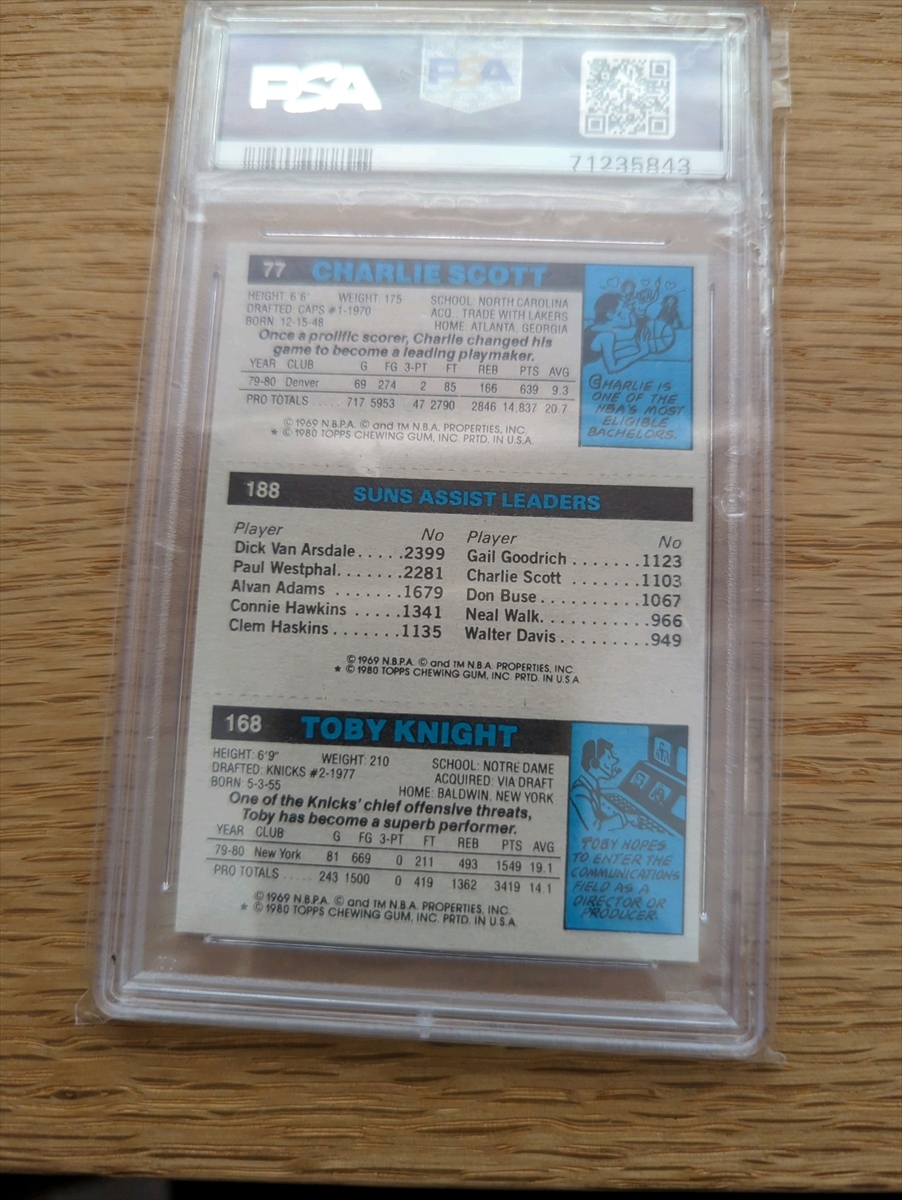 PSA PSA
71235843
77 CHARLIE SCOTT
HEIGHT: 6'6" WEIGHT: 175 SCHOOL: NORTH CAROLINA
DRAFTED: CAPS #1-1970 ACQ.: TRADE WITH LAKERS
BORN: 12-15-48 HOME: ATLANTA, GEORGIA
Once a prolific scorer, Charlie changed his
game to become a leading playmaker.
YEAR CLUB G FG 3-PT FT REB PTS AVG
79-80 Denver 69 274 2 85 166 639 9.3
PRO TOTALS .... 717 5953 47 2790 2846 14,837 20.7
© 1969 N.B.P.A. © and TM N.B.A. PROPERTIES, INC.
★ © 1980 TOPPS CHEWING GUM, INC. PRTD. IN U.S.A.
CHARLIE IS
ONE OF THE
NBA'S MOST
ELIGIBLE
BACHELORS.
188 SUNS ASSIST LEADERS
Player No Player No
Dick Van Arsdale.....2399 Gail Goodrich........1123
Paul Westphal.......2281 Charlie Scott ........1103
Alvan Adams ........1679 Don Buse...........1067
Connie Hawkins .....1341 Neal Walk............966
Clem Haskins .......1135 Walter Davis.........949
© 1969 N.B.P.A. © and TM N.B.A. PROPERTIES, INC.
★ © 1980 TOPPS CHEWING GUM, INC. PRTD. IN U.S.A.
168 TOBY KNIGHT
HEIGHT: 6'9" WEIGHT: 210 SCHOOL: NOTRE DAME
DRAFTED: KNICKS #2-1977 ACQUIRED: VIA DRAFT
BORN: 5-3-55 HOME: BALDWIN, NEW YORK
One of the Knicks' chief offensive threats,
Toby has become a superb performer.
YEAR CLUB G FG 3-PT FT REB PTS AVG
79-80 New York 81 669 0 211 493 1549 19.1
PRO TOTALS ..... 243 1500 0 419 1362 3419 14.1
© 1969 N.B.P.A. © and TM N.B.A. PROPERTIES, INC.
★ © 1980 TOPPS CHEWING GUM, INC. PRTD. IN U.S.A.
TOBY HOPES
TO ENTER THE
COMMUNICATIONS
FIELD AS A
DIRECTOR OR
PRODUCER.